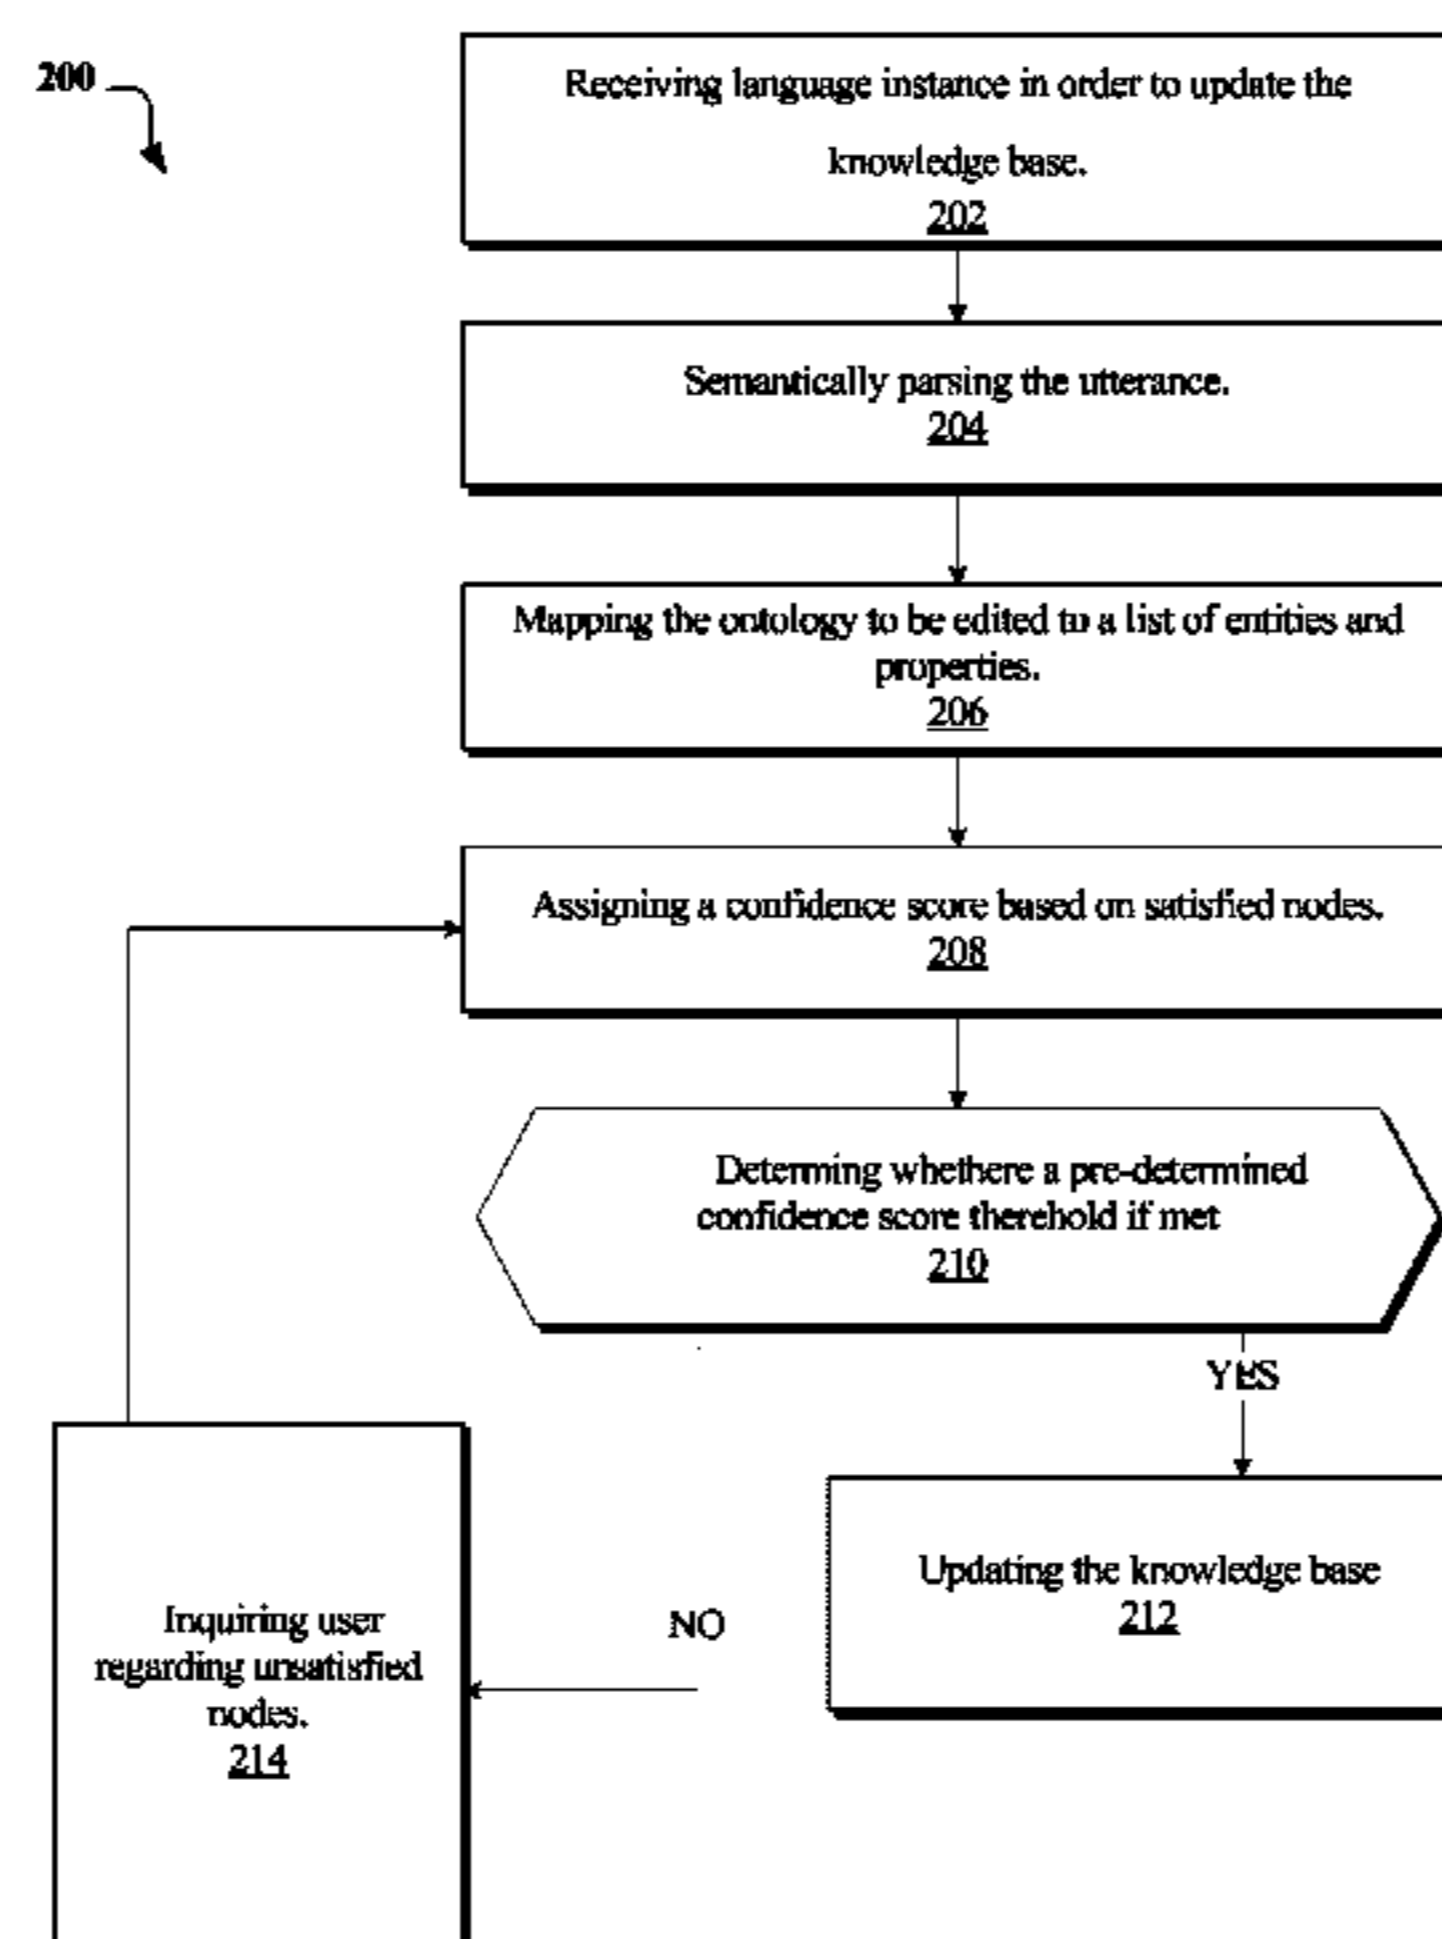 200
Receiving language instance in order to update the
knowledge base.
202
Semantically parsing the utterance.
204
Mapping the ontology to be edited to a list of entities and
properties.
206
Assigning a confidence score based on satisfied nodes.
208
Determing whethere a pre-determined
confidence score therehold if met
210
YES
Updating the knowledge base
212
NO
Inquiring user
regarding unsatisfied
nodes.
214